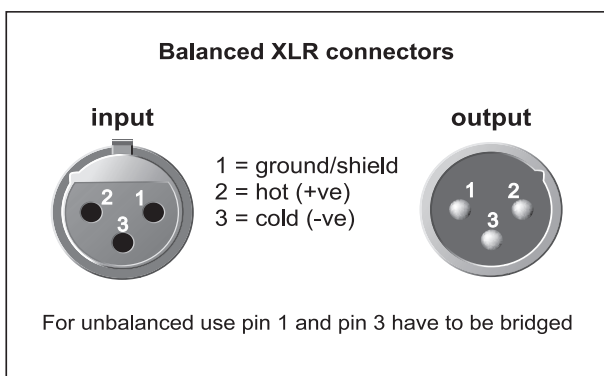 Balanced XLR connectors
input
output
2 1
3
1 = ground/shield
2 = hot (+ve)
3 = cold (-ve)
1 2
3
For unbalanced use pin 1 and pin 3 have to be bridged